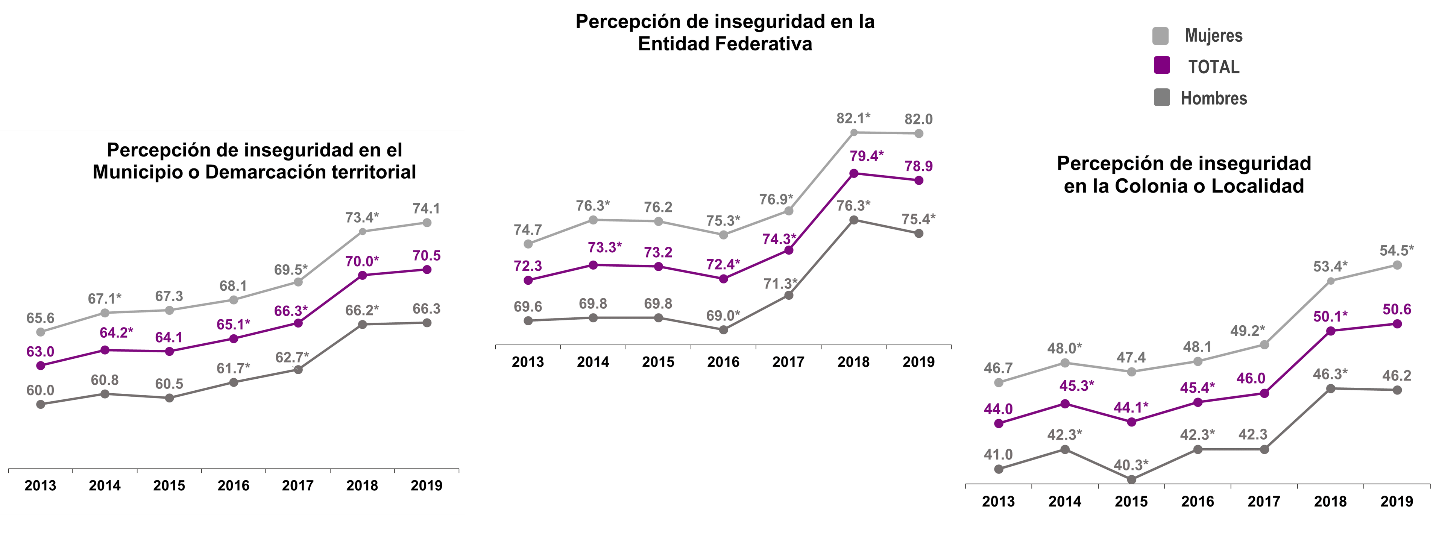 Percepción de inseguridad en el
Municipio o Demarcación territorial
73.4* 74.1
69.5*
67.1* 67.3 68.1
65.6
70.0* 70.5
66.3*
64.2* 64.1 65.1*
63.0
66.2* 66.3
61.7* 62.7*
60.0 60.8 60.5
2013 2014 2015 2016 2017 2018 2019
Percepción de inseguridad en la
Entidad Federativa
82.1* 82.0
74.7 76.3* 76.2 75.3* 76.9*
79.4* 78.9
72.3 73.3* 73.2 72.4* 74.3*
76.3* 75.4*
69.6 69.8 69.8 69.0* 71.3*
2013 2014 2015 2016 2017 2018 2019
Mujeres
TOTAL
Hombres
Percepción de inseguridad
en la Colonia o Localidad
53.4* 54.5*
46.7 48.0* 47.4 48.1 49.2*
50.1* 50.6
44.0 45.3* 44.1* 45.4* 46.0
46.3* 46.2
41.0 42.3* 40.3* 42.3* 42.3
2013 2014 2015 2016 2017 2018 2019